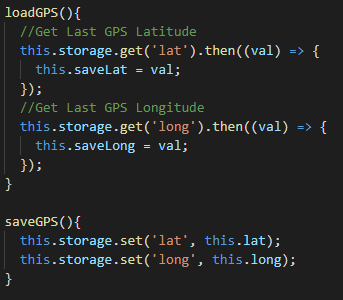 loadGPS(){
  //Get Last GPS Latitude
  this.storage.get('lat').then((val) => {
    this.saveLat = val;
  });
  //Get Last GPS Longitude
  this.storage.get('long').then((val) => {
    this.saveLong = val;
  });
}

saveGPS(){
  this.storage.set('lat', this.lat);
  this.storage.set('long', this.long);
}